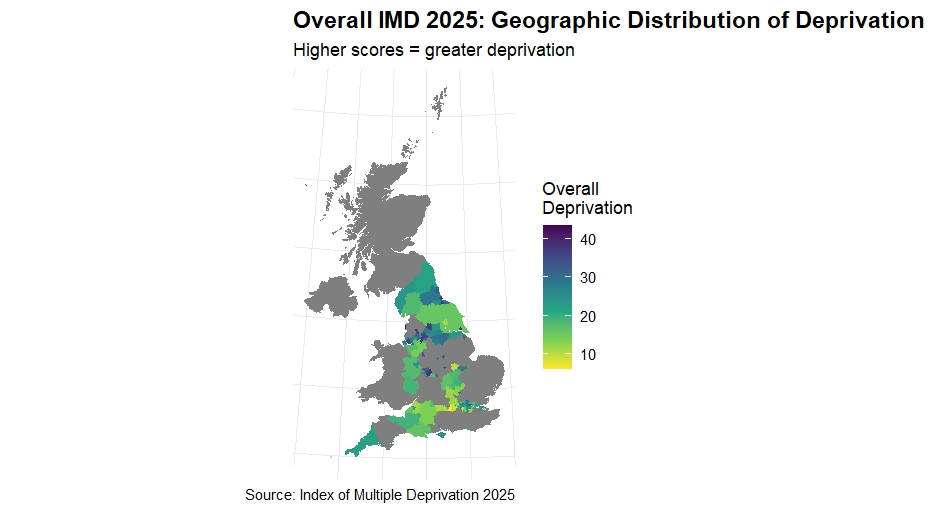 Overall IMD 2025: Geographic Distribution of Deprivation
Higher scores = greater deprivation
Overall
Deprivation
40
30
20
10
Source: Index of Multiple Deprivation 2025